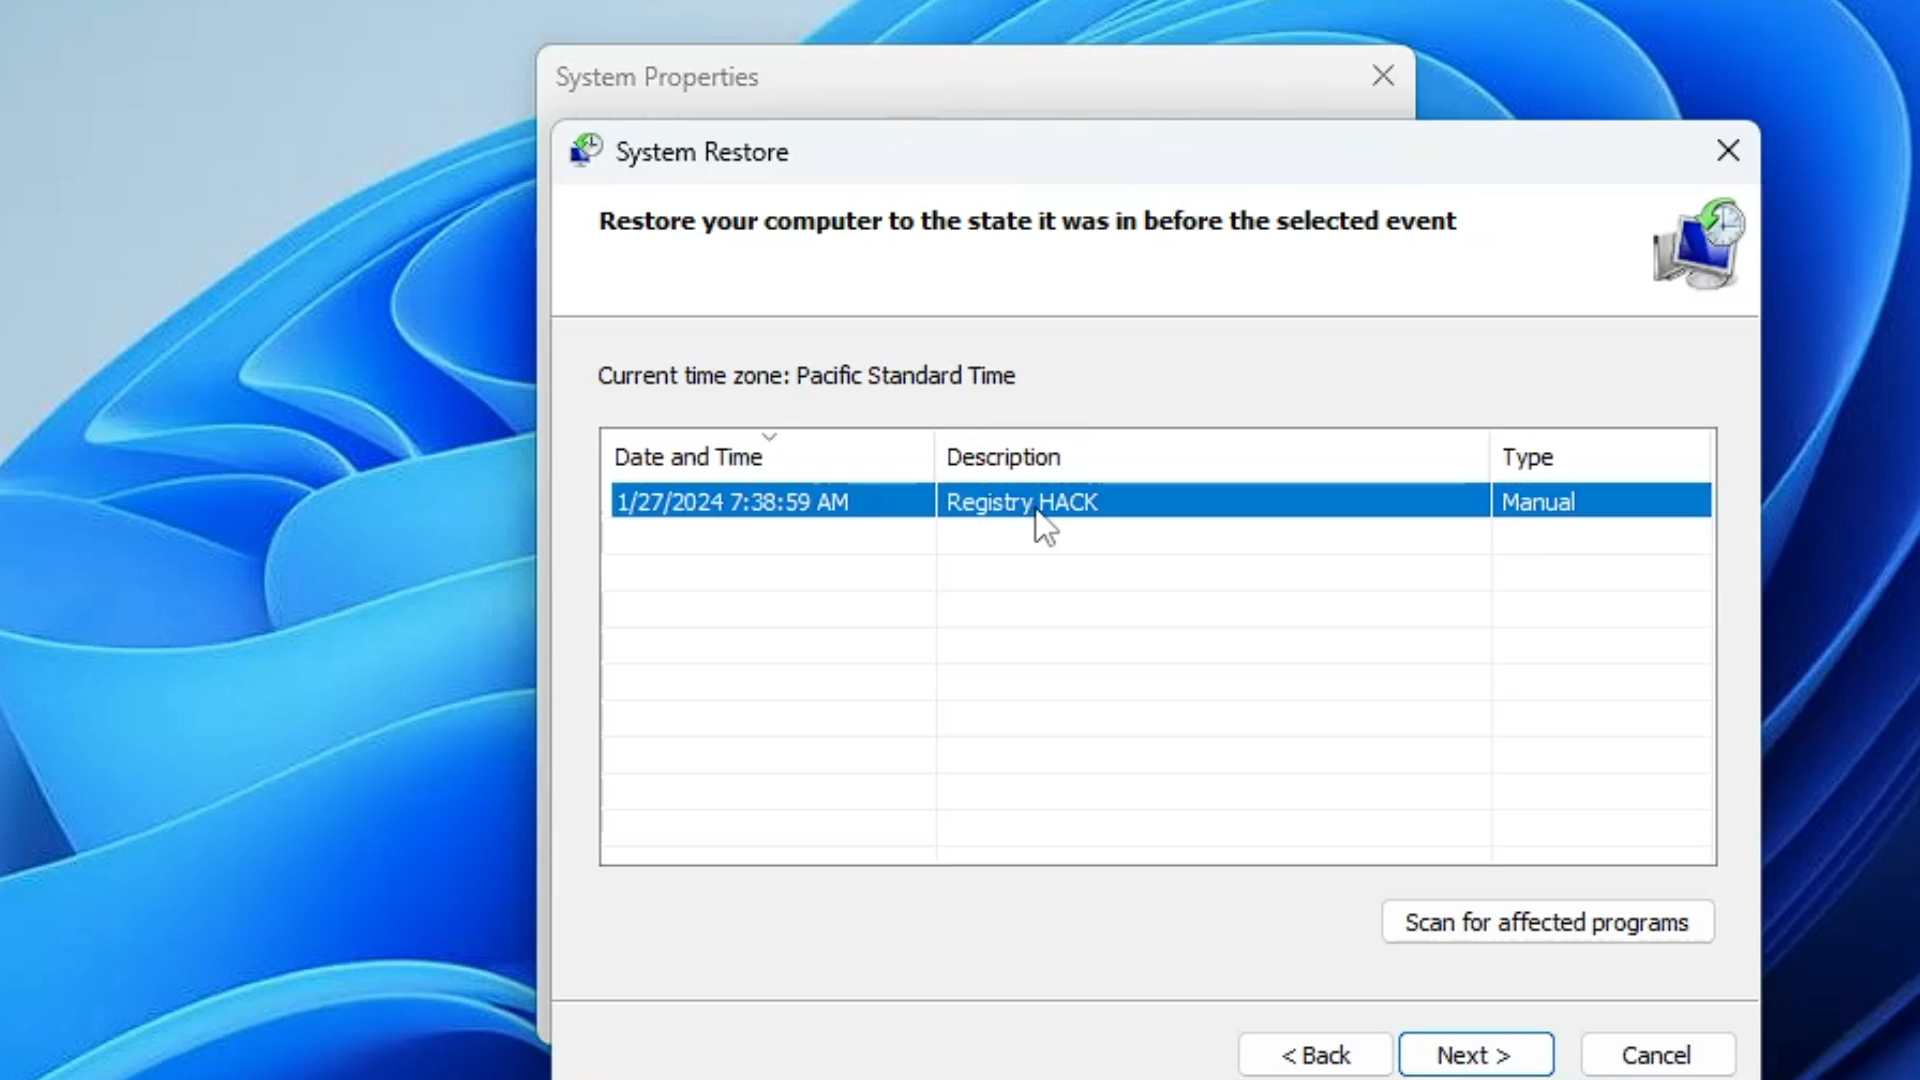 System Properties
System Restore
Restore your computer to the state it was in before the selected event
Current time zone: Pacific Standard Time
Date and Time Description Type
1/27/2024 7:38:59 AM Registry HACK Manual
Scan for affected programs
< Back Next > Cancel